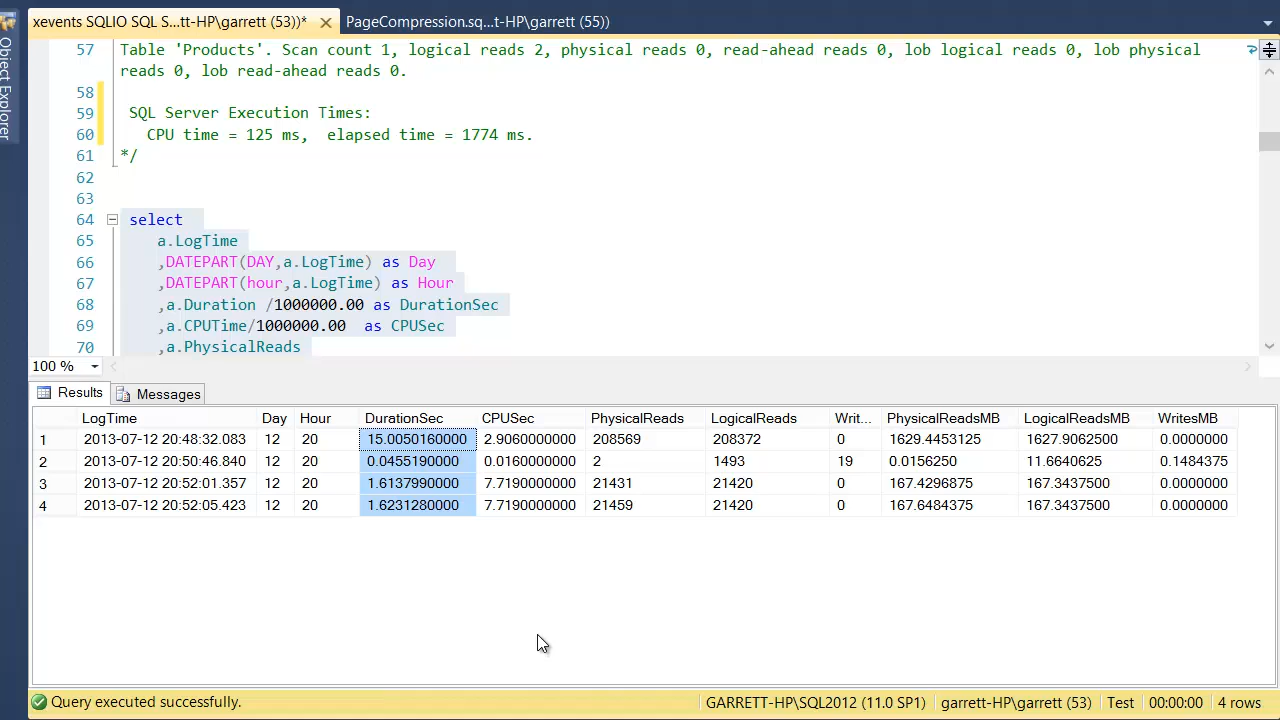 xevents SQLIO SQL S...tt-HP\garrett (53))* PageCompression.sq...t-HP\garrett (55))
Object Explorer
57 Table 'Products'. Scan count 1, logical reads 2, physical reads 0, read-ahead reads 0, lob logical reads 0, lob physical
reads 0, lob read-ahead reads 0.
58
59 SQL Server Execution Times:
60 CPU time = 125 ms,  elapsed time = 1774 ms.
61 */
62
63
64 select
65 a.LogTime
66 ,DATEPART(DAY,a.LogTime) as Day
67 ,DATEPART(hour,a.LogTime) as Hour
68 ,a.Duration /1000000.00 as DurationSec
69 ,a.CPUTime/1000000.00  as CPUSec
70 ,a.PhysicalReads
100 %
Results Messages
LogTime Day Hour DurationSec CPUSec PhysicalReads LogicalReads Writ... PhysicalReadsMB LogicalReadsMB WritesMB
1 2013-07-12 20:48:32.083 12 20 15.0050160000 2.9060000000 208569 208372 0 1629.4453125 1627.9062500 0.0000000
2 2013-07-12 20:50:46.840 12 20 0.0455190000 0.0160000000 2 1493 19 0.0156250 11.6640625 0.1484375
3 2013-07-12 20:52:01.357 12 20 1.6137990000 7.7190000000 21431 21420 0 167.4296875 167.3437500 0.0000000
4 2013-07-12 20:52:05.423 12 20 1.6231280000 7.7190000000 21459 21420 0 167.6484375 167.3437500 0.0000000
Query executed successfully. GARRETT-HP\SQL2012 (11.0 SP1) garrett-HP\garrett (53) Test 00:00:00 4 rows